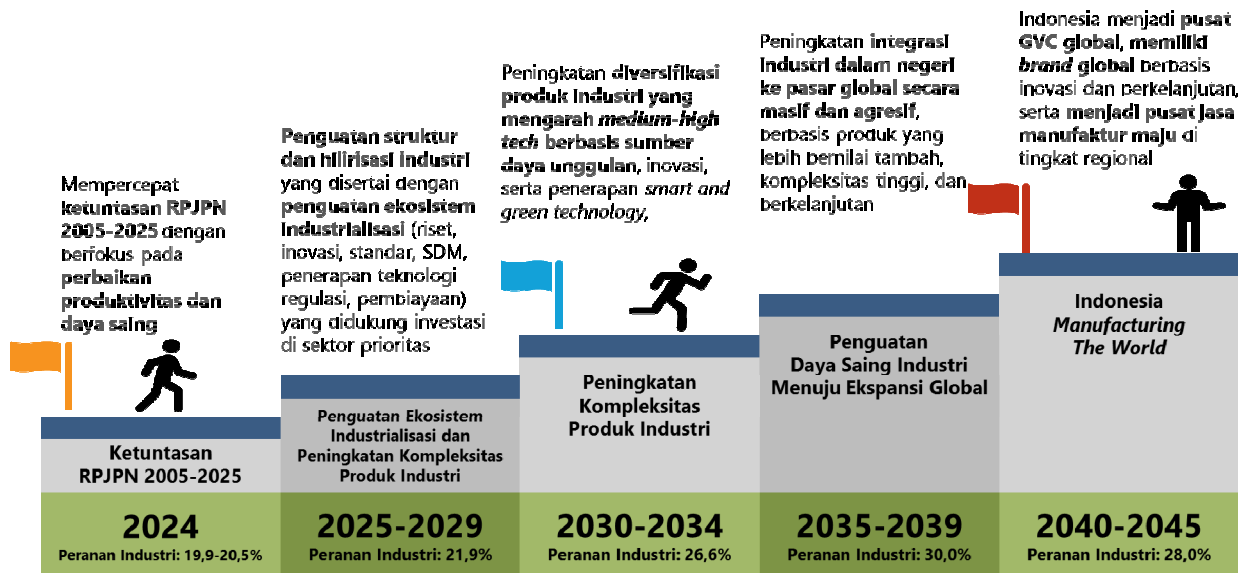 Mempercepat
ketuntasan RPJPN
2005-2025 dengan
berfokus pada
perbaikan
produktivitas dan
daya saing
Ketuntasan
RPJPN 2005-2025
2024
Peranan Industri: 19,9-20,5%
Penguatan struktur
dan hilirisasi industri
yang disertai dengan
penguatan ekosistem
industrialisasi (riset,
inovasi, standar, SDM,
penerapan teknologi
regulasi, pembiayaan)
yang didukung investasi
di sektor prioritas
Penguatan Ekosistem
Industrialisasi dan
Peningkatan Kompleksitas
Produk Industri
2025-2029
Peranan Industri: 21,9%
Peningkatan diversifikasi
produk industri yang
mengarah medium-high
tech berbasis sumber
daya unggulan, inovasi,
serta penerapan smart and
green technology,
Peningkatan
Kompleksitas
Produk Industri
2030-2034
Peranan Industri: 26,6%
Peningkatan integrasi
industri dalam negeri
ke pasar global secara
masif dan agresif,
berbasis produk yang
lebih bernilai tambah,
kompleksitas tinggi, dan
berkelanjutan
Penguatan
Daya Saing Industri
Menuju Ekspansi Global
2035-2039
Peranan Industri: 30,0%
Indonesia menjadi pusat
GVC global, memiliki
brand global berbasis
inovasi dan berkelanjutan,
serta menjadi pusat jasa
manufaktur maju di
tingkat regional
Indonesia
Manufacturing
The World
2040-2045
Peranan Industri: 28,0%